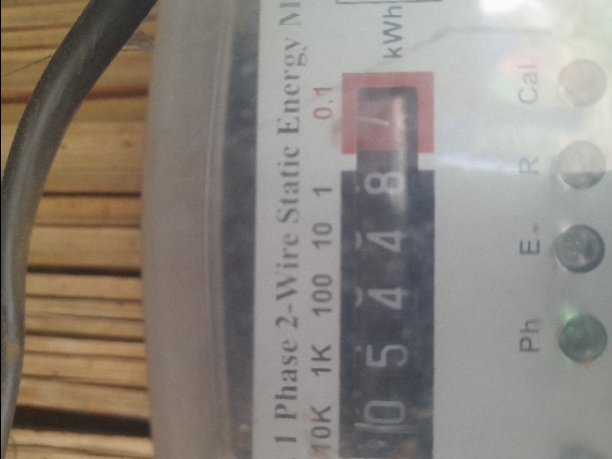 1 Phase 2-Wire Static Energy
10K 1K 100 10 1 0.1
0 5 4 4 8
kWh
Ph E- R Cal